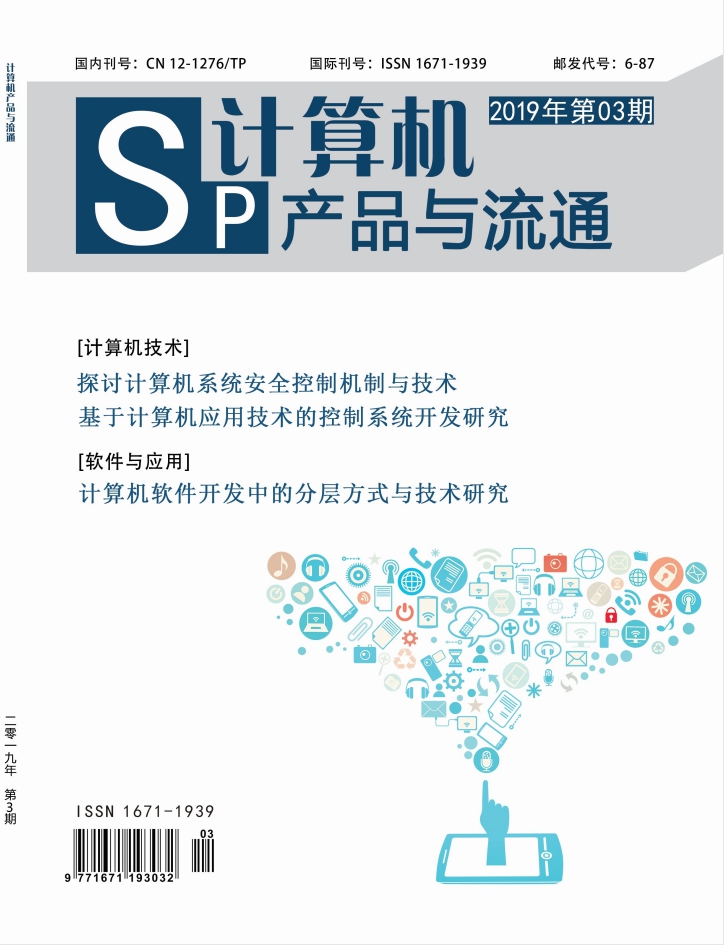 国内刊号：CN 12-1276/TP
国际刊号：ISSN 1671-1939
邮发代号：6-87
计算机产品与流通
S
P
计算机
2019年第03期
产品与流通
[计算机技术]
探讨计算机系统安全控制机制与技术
基于计算机应用技术的控制系统开发研究
[软件与应用]
计算机软件开发中的分层方式与技术研究
二零一九年 第3期
ISSN 1671-1939
03
9 771671 193032